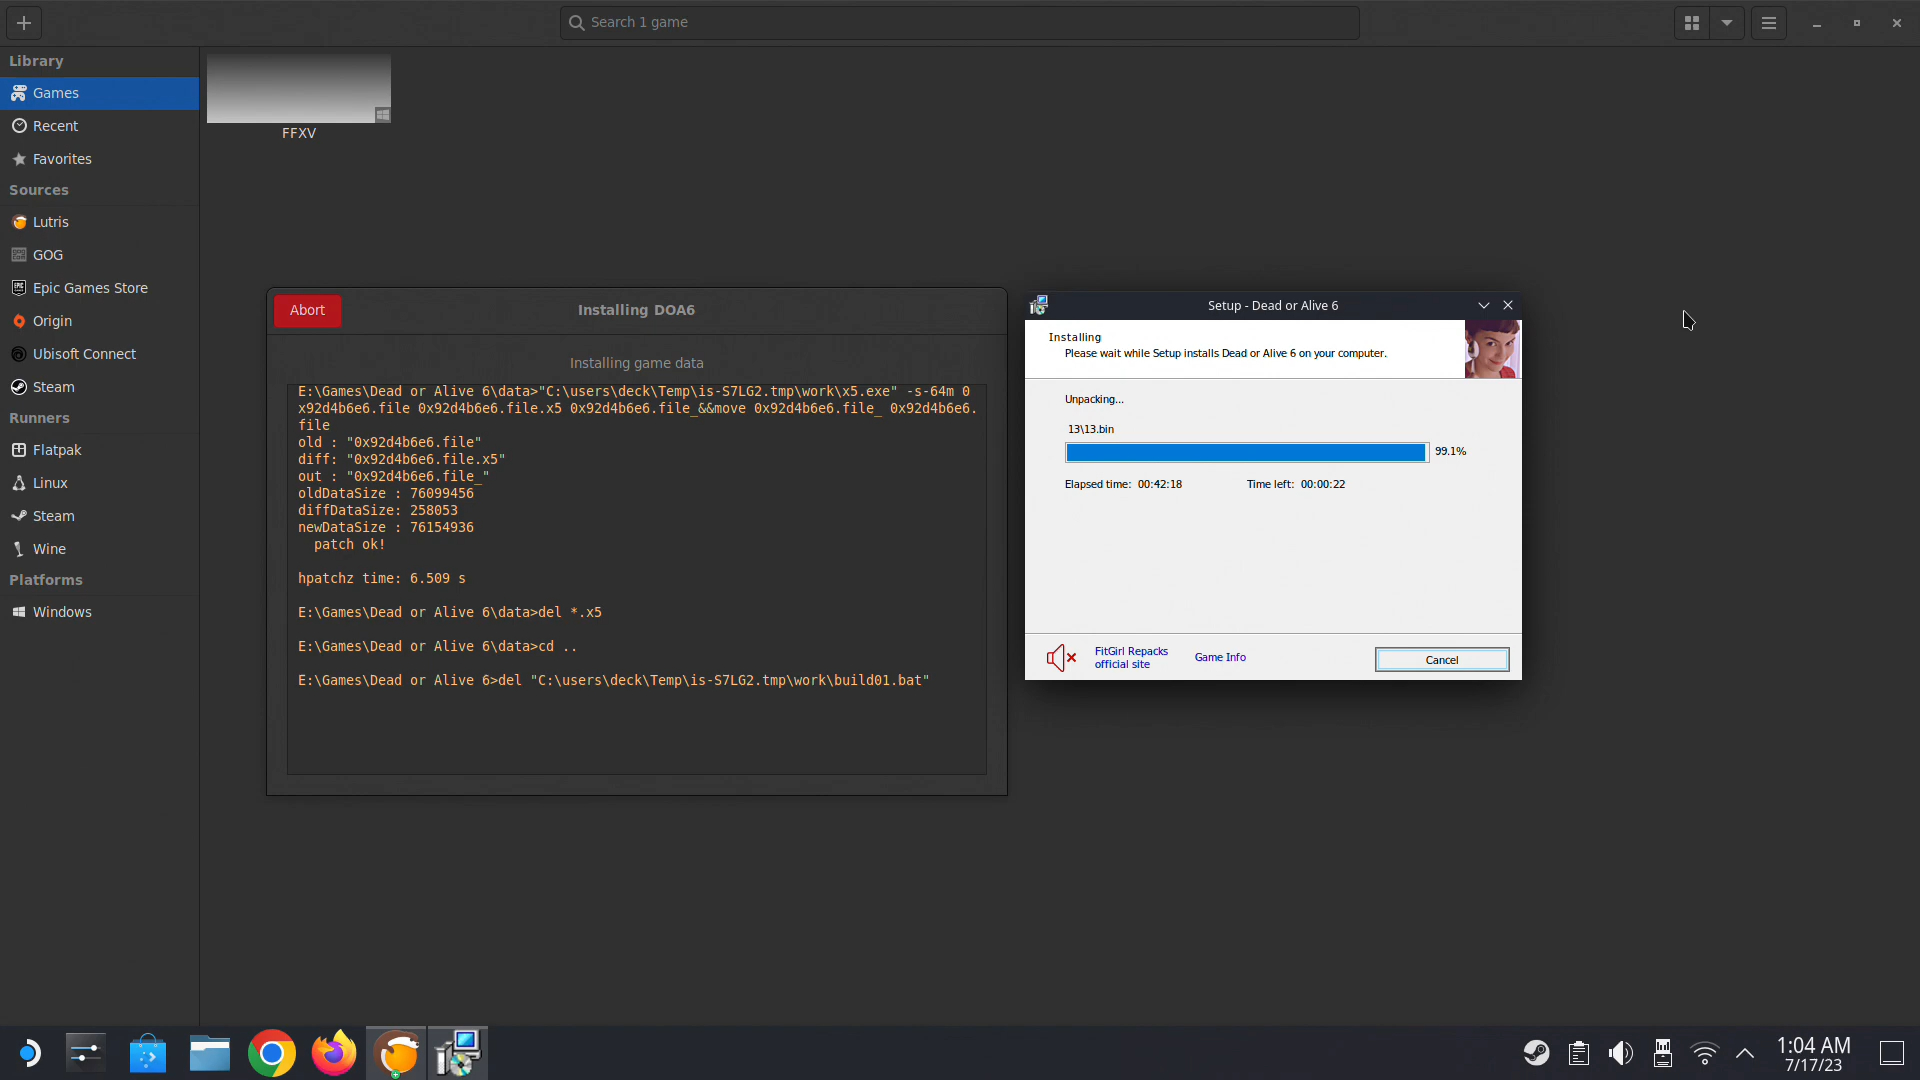 Search 1 game
Library
Games
Recent
Favorites
Sources
Lutris
GOG
Epic Games Store
Origin
Ubisoft Connect
Steam
Runners
Flatpak
Linux
Steam
Wine
Platforms
Windows
FFXV
Abort
Installing DOA6
Installing game data
E:\Games\Dead or Alive 6\data>"C:\users\deck\Temp\is-S7LG2.tmp\work\x5.exe" -s-64m 0
x92d4b6e6.file 0x92d4b6e6.file.x5 0x92d4b6e6.file_&&move 0x92d4b6e6.file_ 0x92d4b6e6.
file
old : "0x92d4b6e6.file"
diff: "0x92d4b6e6.file.x5"
out : "0x92d4b6e6.file_"
oldDataSize : 76099456
diffDataSize: 258053
newDataSize : 76154936
patch ok!
hpatchz time: 6.509 s
E:\Games\Dead or Alive 6\data>del *.x5
E:\Games\Dead or Alive 6\data>cd ..
E:\Games\Dead or Alive 6>del "C:\users\deck\Temp\is-S7LG2.tmp\work\build01.bat"
Setup - Dead or Alive 6
Installing
Please wait while Setup installs Dead or Alive 6 on your computer.
Unpacking...
13\13.bin
99.1%
Elapsed time: 00:42:18
Time left: 00:00:22
FitGirl Repacks
official site
Game Info
Cancel
1:04 AM
7/17/23